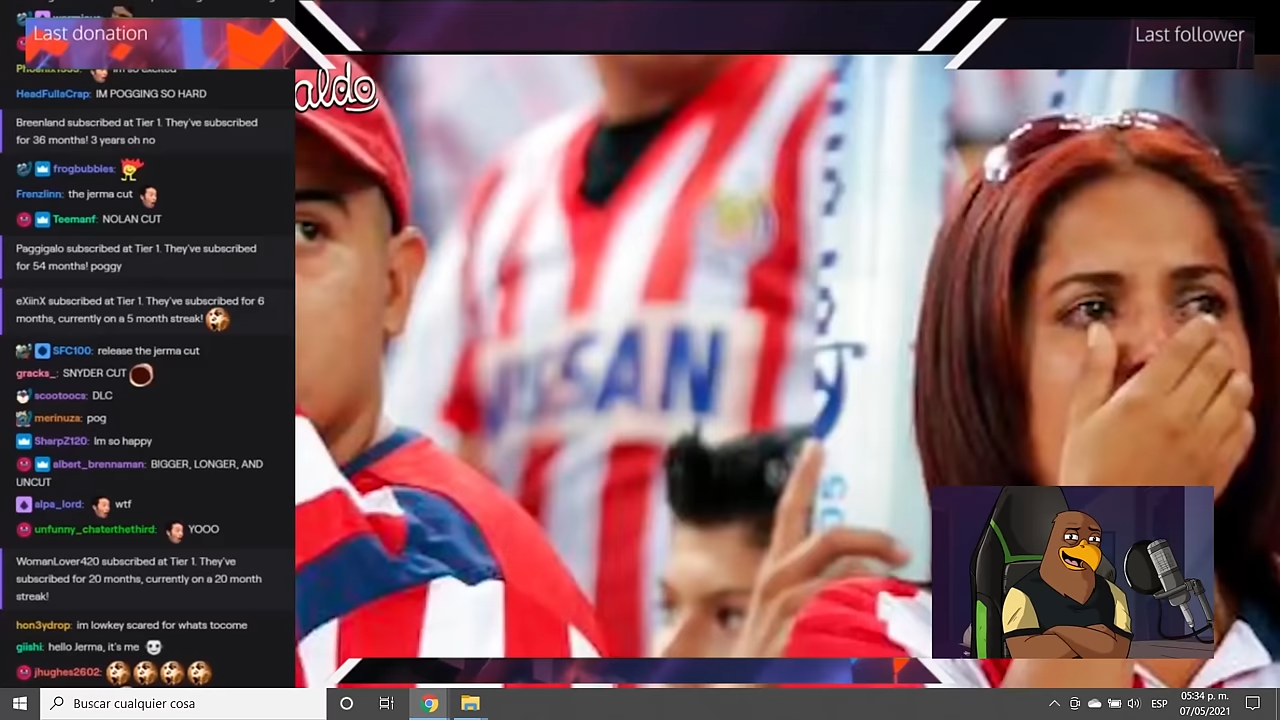 Last donation
Last follower
aldo
HeadFullsCrap: IM POGGING SO HARD
Breenland subscribed at Tier 1. They've subscribed
for 36 months! 3 years oh no
frogbubbles:
Frenzlinn: the jerma cut
Teemanf: NOLAN CUT
Paggigalo subscribed at Tier 1. They've subscribed
for 54 months! poggy
eXiinX subscribed at Tier 1. They've subscribed for 6
months, currently on a 5 month streak!
SFC100: release the jerma cut
gracks_: SNYDER CUT
scootoocs: DLC
merinuza: pog
SharpZ120: Im so happy
albert_brennaman: BIGGER, LONGER, AND
UNCUT
alpa_lord: wtf
unfunny_chaterthethird: YOOO
WomanLover420 subscribed at Tier 1. They've
subscribed for 20 months, currently on a 20 month
streak!
hon3ydrop: im lowkey scared for whats tocome
giishi: hello Jerma, it's me
jhughes2602:
NISSAN
Buscar cualquier cosa
ESP
05:34 p. m.
07/05/2021